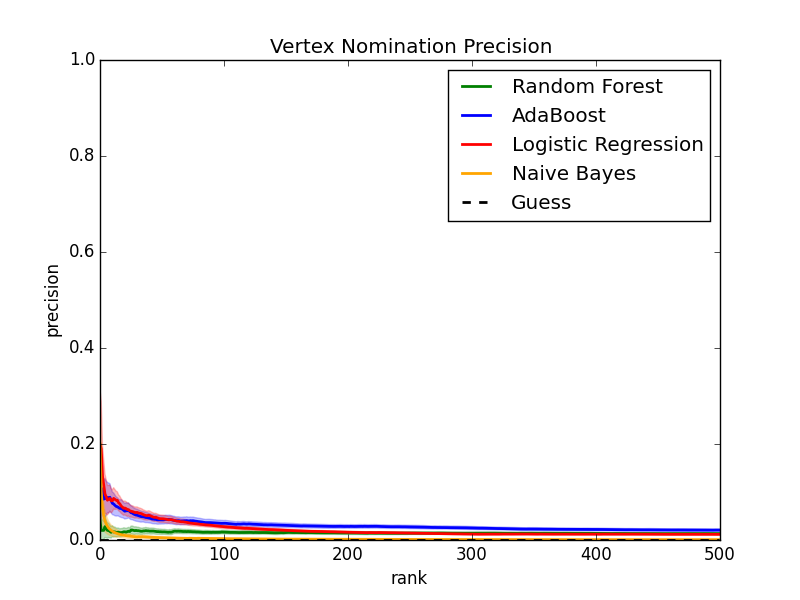 Vertex Nomination Precision
1.0
0.8
0.6
0.4
0.2
0.0
precision
Random Forest
AdaBoost
Logistic Regression
Naive Bayes
Guess
0 100 200 300 400 500
rank